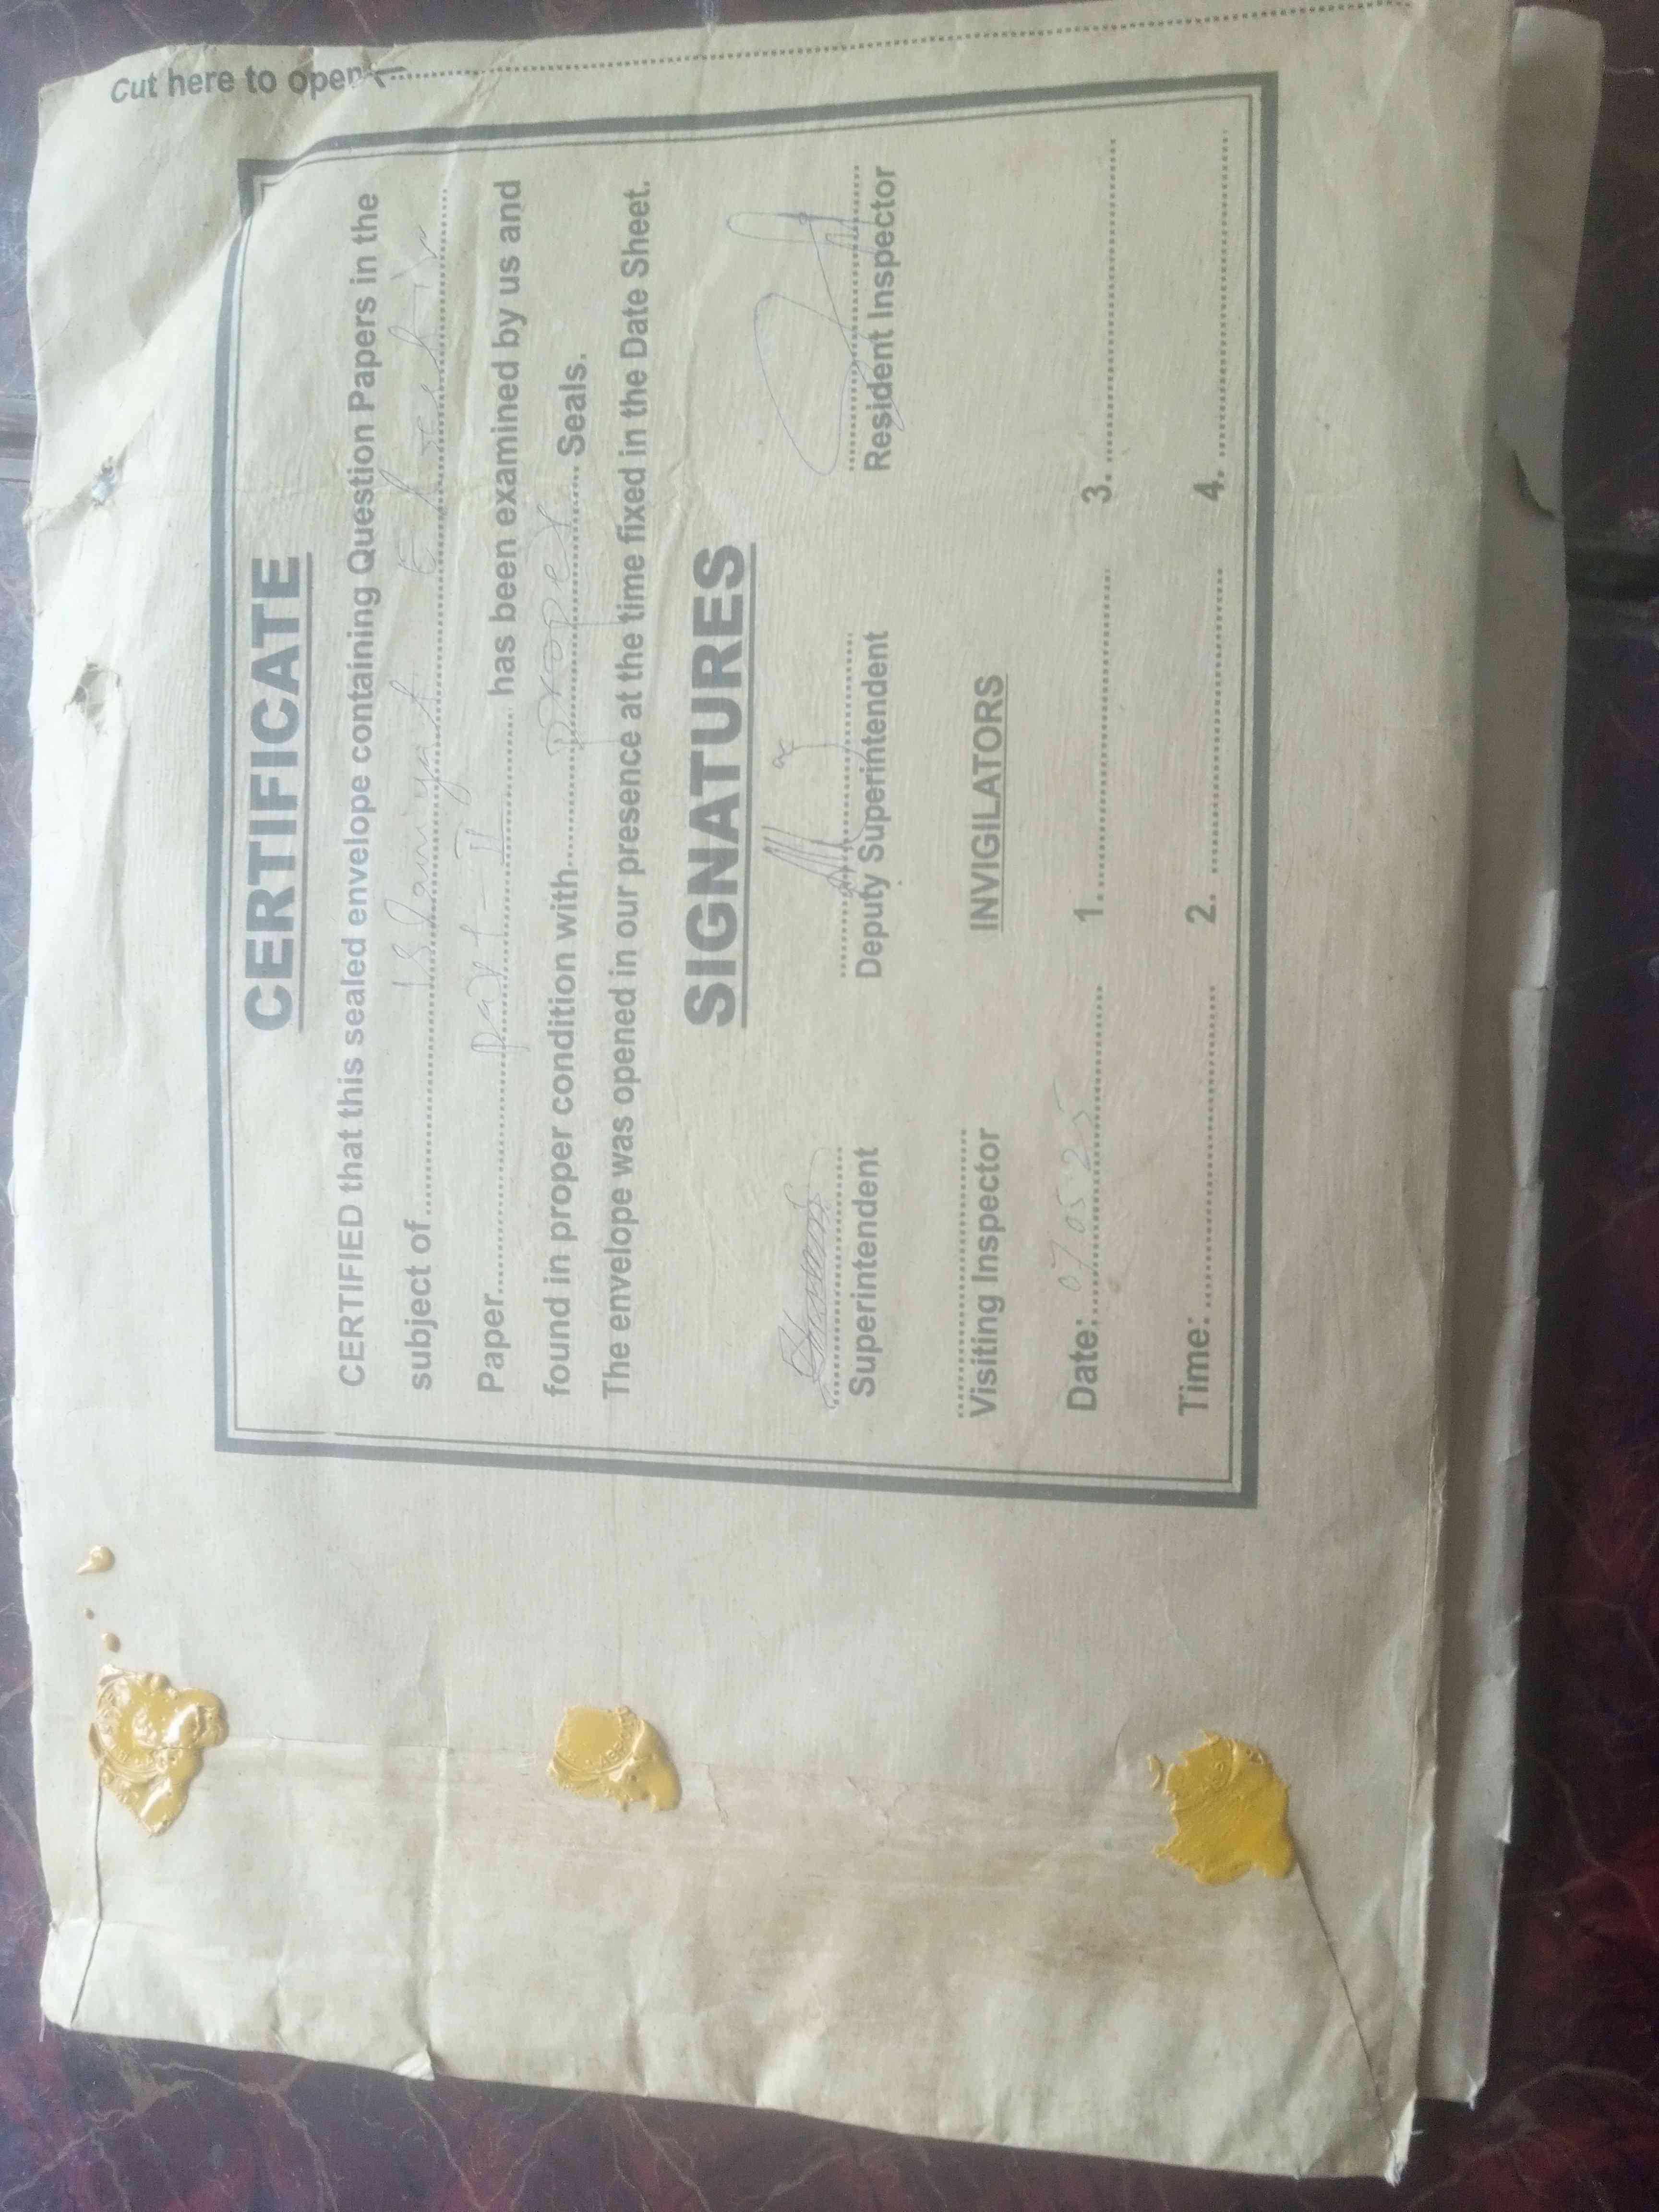 Cut here to open
CERTIFICATE
CERTIFIED that this sealed envelope containing Question Papers in the
subject of Islamiyat
Paper part-II has been examined by us and
found in proper condition with proper Seals.
The envelope was opened in our presence at the time fixed in the Date Sheet.
SIGNATURES
Superintendent Deputy Superintendent Resident Inspector
Visiting Inspector INVIGILATORS
Date: 07 05 25 1. 3.
Time: 2. 4.